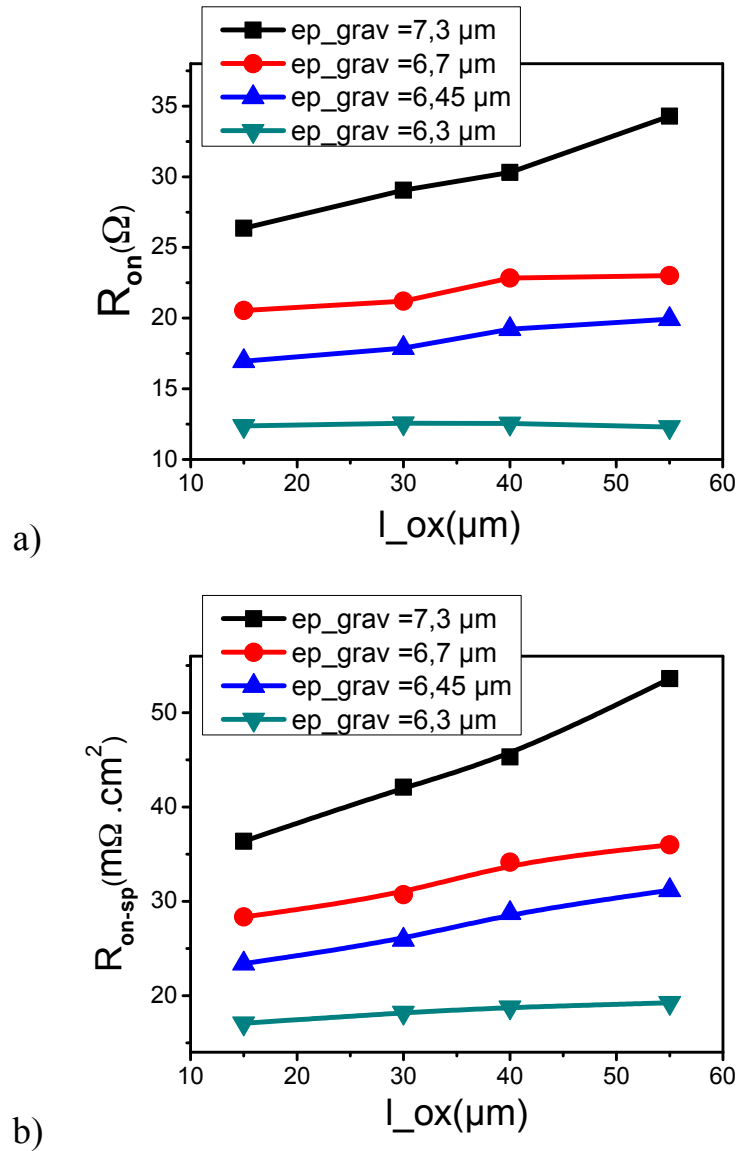 ep_grav =7,3 µm
ep_grav =6,7 µm
ep_grav =6,45 µm
ep_grav =6,3 µm
35
30
25
20
15
10
R_on(Ω)
10 20 30 40 50 60
l_ox(µm)
a)
ep_grav =7,3 µm
ep_grav =6,7 µm
ep_grav =6,45 µm
ep_grav =6,3 µm
50
40
30
20
R_on-sp(mΩ .cm²)
10 20 30 40 50 60
l_ox(µm)
b)